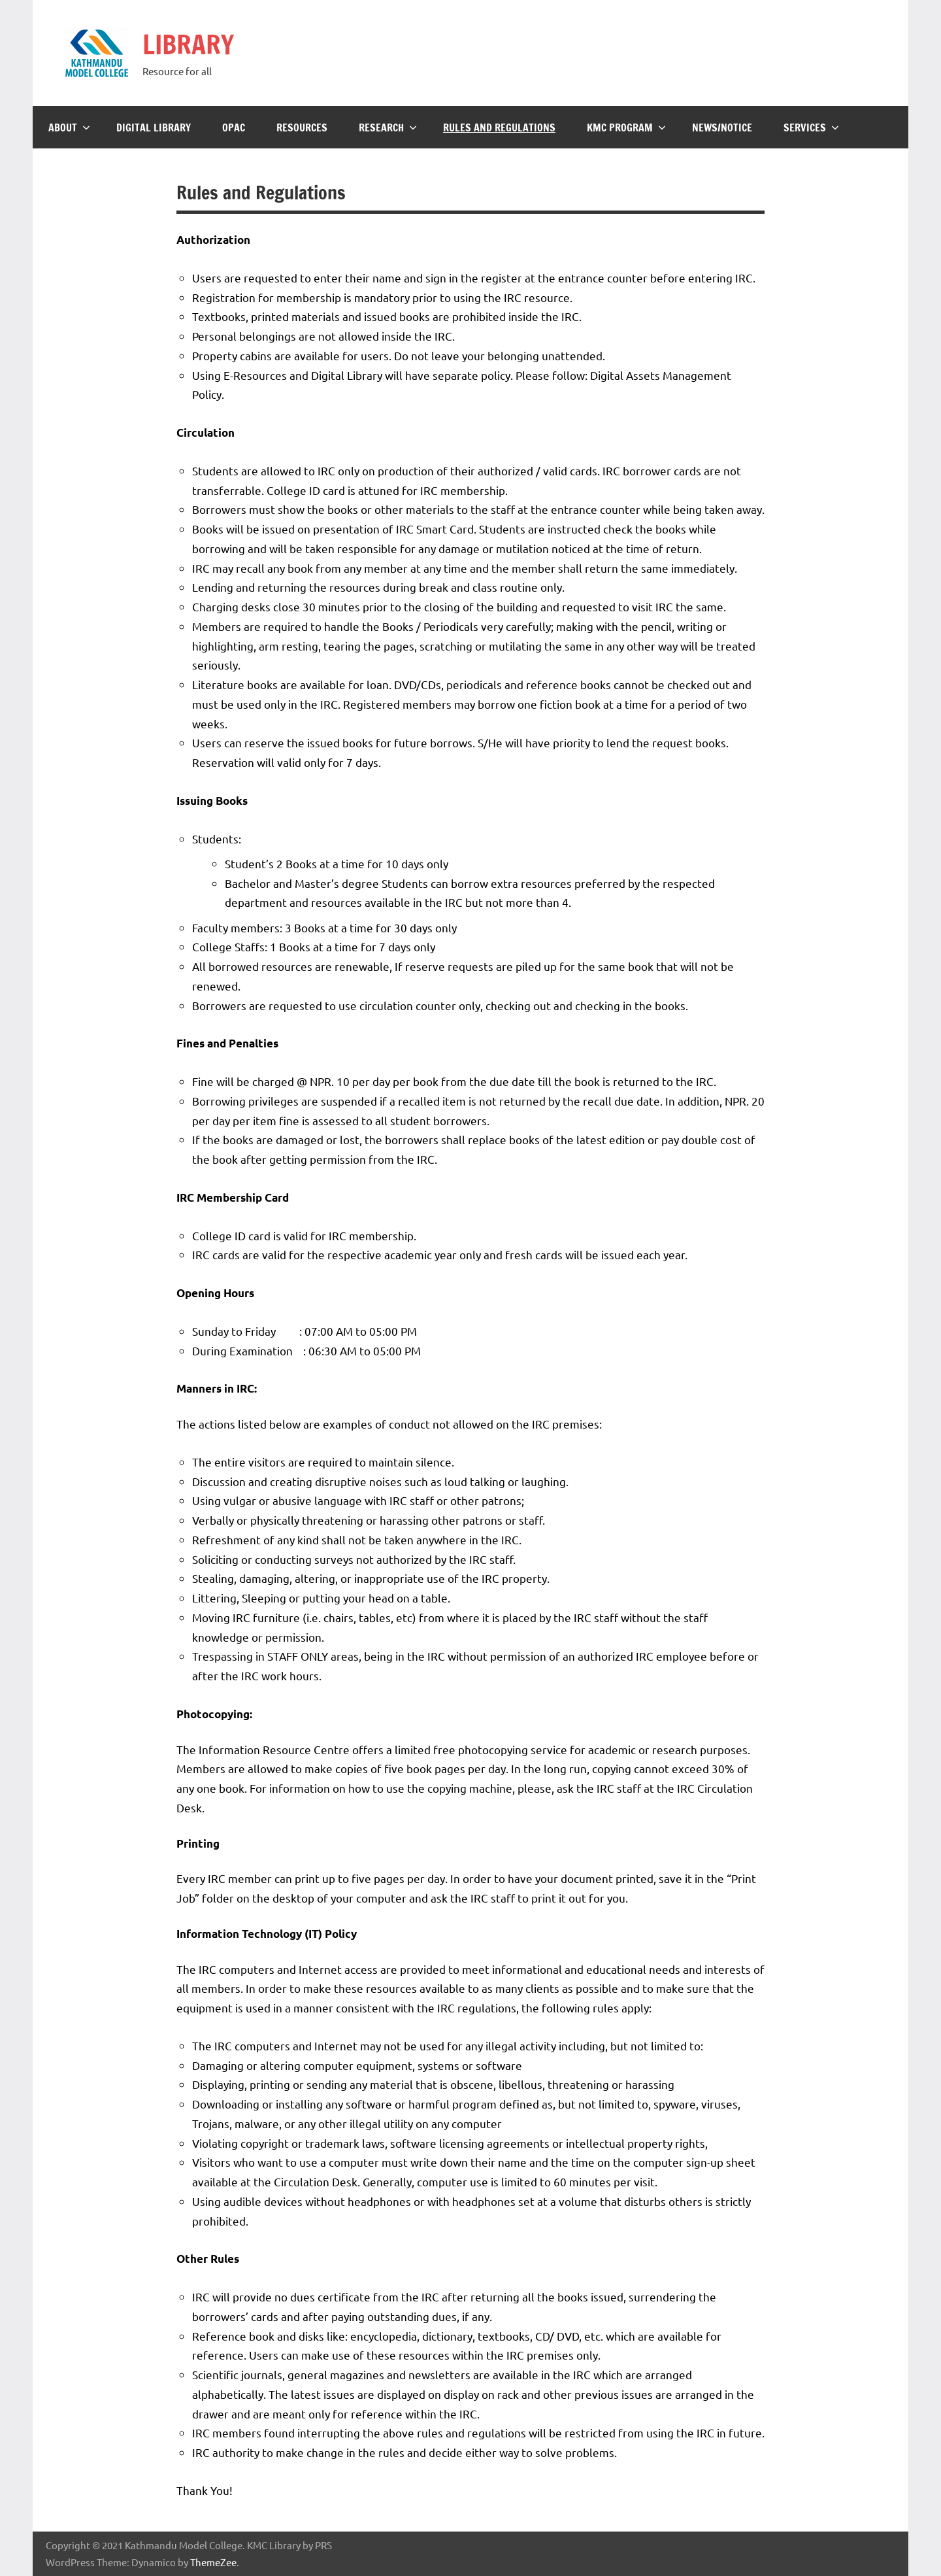 KATHMANDU
MODEL COLLEGE
LIBRARY
Resource for all
ABOUT DIGITAL LIBRARY OPAC RESOURCES RESEARCH RULES AND REGULATIONS KMC PROGRAM NEWS/NOTICE SERVICES
Rules and Regulations
Authorization
Users are requested to enter their name and sign in the register at the entrance counter before entering IRC.
Registration for membership is mandatory prior to using the IRC resource.
Textbooks, printed materials and issued books are prohibited inside the IRC.
Personal belongings are not allowed inside the IRC.
Property cabins are available for users. Do not leave your belonging unattended.
Using E-Resources and Digital Library will have separate policy. Please follow: Digital Assets Management
Policy.
Circulation
Students are allowed to IRC only on production of their authorized / valid cards. IRC borrower cards are not
transferrable. College ID card is attuned for IRC membership.
Borrowers must show the books or other materials to the staff at the entrance counter while being taken away.
Books will be issued on presentation of IRC Smart Card. Students are instructed check the books while
borrowing and will be taken responsible for any damage or mutilation noticed at the time of return.
IRC may recall any book from any member at any time and the member shall return the same immediately.
Lending and returning the resources during break and class routine only.
Charging desks close 30 minutes prior to the closing of the building and requested to visit IRC the same.
Members are required to handle the Books / Periodicals very carefully; making with the pencil, writing or
highlighting, arm resting, tearing the pages, scratching or mutilating the same in any other way will be treated
seriously.
Literature books are available for loan. DVD/CDs, periodicals and reference books cannot be checked out and
must be used only in the IRC. Registered members may borrow one fiction book at a time for a period of two
weeks.
Users can reserve the issued books for future borrows. S/He will have priority to lend the request books.
Reservation will valid only for 7 days.
Issuing Books
Students:
Student’s 2 Books at a time for 10 days only
Bachelor and Master’s degree Students can borrow extra resources preferred by the respected
department and resources available in the IRC but not more than 4.
Faculty members: 3 Books at a time for 30 days only
College Staffs: 1 Books at a time for 7 days only
All borrowed resources are renewable, If reserve requests are piled up for the same book that will not be
renewed.
Borrowers are requested to use circulation counter only, checking out and checking in the books.
Fines and Penalties
Fine will be charged @ NPR. 10 per day per book from the due date till the book is returned to the IRC.
Borrowing privileges are suspended if a recalled item is not returned by the recall due date. In addition, NPR. 20
per day per item fine is assessed to all student borrowers.
If the books are damaged or lost, the borrowers shall replace books of the latest edition or pay double cost of
the book after getting permission from the IRC.
IRC Membership Card
College ID card is valid for IRC membership.
IRC cards are valid for the respective academic year only and fresh cards will be issued each year.
Opening Hours
Sunday to Friday : 07:00 AM to 05:00 PM
During Examination : 06:30 AM to 05:00 PM
Manners in IRC:
The actions listed below are examples of conduct not allowed on the IRC premises:
The entire visitors are required to maintain silence.
Discussion and creating disruptive noises such as loud talking or laughing.
Using vulgar or abusive language with IRC staff or other patrons;
Verbally or physically threatening or harassing other patrons or staff.
Refreshment of any kind shall not be taken anywhere in the IRC.
Soliciting or conducting surveys not authorized by the IRC staff.
Stealing, damaging, altering, or inappropriate use of the IRC property.
Littering, Sleeping or putting your head on a table.
Moving IRC furniture (i.e. chairs, tables, etc) from where it is placed by the IRC staff without the staff
knowledge or permission.
Trespassing in STAFF ONLY areas, being in the IRC without permission of an authorized IRC employee before or
after the IRC work hours.
Photocopying:
The Information Resource Centre offers a limited free photocopying service for academic or research purposes.
Members are allowed to make copies of five book pages per day. In the long run, copying cannot exceed 30% of
any one book. For information on how to use the copying machine, please, ask the IRC staff at the IRC Circulation
Desk.
Printing
Every IRC member can print up to five pages per day. In order to have your document printed, save it in the “Print
Job” folder on the desktop of your computer and ask the IRC staff to print it out for you.
Information Technology (IT) Policy
The IRC computers and Internet access are provided to meet informational and educational needs and interests of
all members. In order to make these resources available to as many clients as possible and to make sure that the
equipment is used in a manner consistent with the IRC regulations, the following rules apply:
The IRC computers and Internet may not be used for any illegal activity including, but not limited to:
Damaging or altering computer equipment, systems or software
Displaying, printing or sending any material that is obscene, libellous, threatening or harassing
Downloading or installing any software or harmful program defined as, but not limited to, spyware, viruses,
Trojans, malware, or any other illegal utility on any computer
Violating copyright or trademark laws, software licensing agreements or intellectual property rights,
Visitors who want to use a computer must write down their name and the time on the computer sign-up sheet
available at the Circulation Desk. Generally, computer use is limited to 60 minutes per visit.
Using audible devices without headphones or with headphones set at a volume that disturbs others is strictly
prohibited.
Other Rules
IRC will provide no dues certificate from the IRC after returning all the books issued, surrendering the
borrowers’ cards and after paying outstanding dues, if any.
Reference book and disks like: encyclopedia, dictionary, textbooks, CD/ DVD, etc. which are available for
reference. Users can make use of these resources within the IRC premises only.
Scientific journals, general magazines and newsletters are available in the IRC which are arranged
alphabetically. The latest issues are displayed on display on rack and other previous issues are arranged in the
drawer and are meant only for reference within the IRC.
IRC members found interrupting the above rules and regulations will be restricted from using the IRC in future.
IRC authority to make change in the rules and decide either way to solve problems.
Thank You!
Copyright © 2021 Kathmandu Model College. KMC Library by PRS
WordPress Theme: Dynamico by ThemeZee.